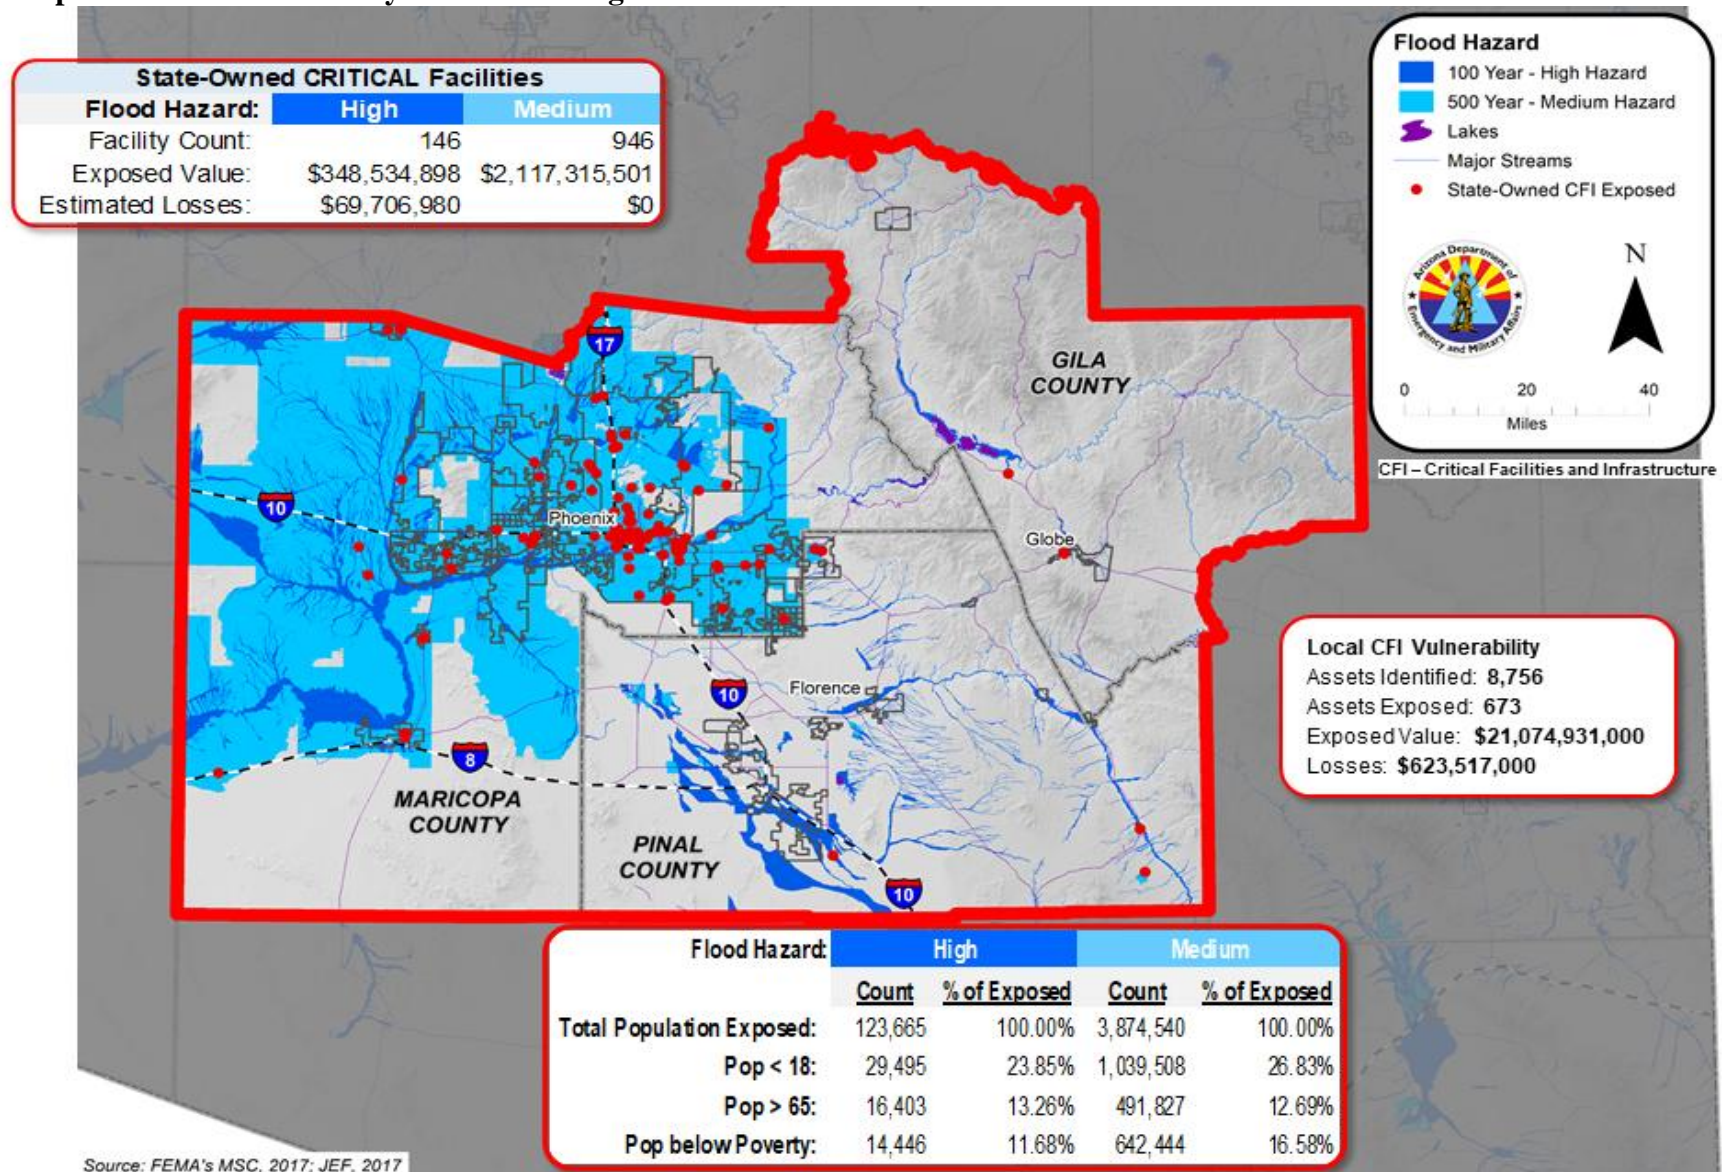 State-Owned CRITICAL Facilities
Flood Hazard: High Medium
Facility Count: 146 946
Exposed Value: $348,534,898 $2,117,315,501
Estimated Losses: $69,706,980 $0
Flood Hazard
100 Year - High Hazard
500 Year - Medium Hazard
Lakes
Major Streams
State-Owned CFI Exposed
Arizona Department of
Emergency and Military Affairs
N
0 20 40
Miles
CFI – Critical Facilities and Infrastructure
17
GILA
COUNTY
10
Phoenix
Globe
10
Florence
8
MARICOPA
COUNTY
PINAL
COUNTY
10
Local CFI Vulnerability
Assets Identified: 8,756
Assets Exposed: 673
Exposed Value: $21,074,931,000
Losses: $623,517,000
Flood Hazard: High Medium
Count % of Exposed Count % of Exposed
Total Population Exposed: 123,665 100.00% 3,874,540 100.00%
Pop < 18: 29,495 23.85% 1,039,508 26.83%
Pop > 65: 16,403 13.26% 491,827 12.69%
Pop below Poverty: 14,446 11.68% 642,444 16.58%
Source: FEMA's MSC, 2017; JEF, 2017